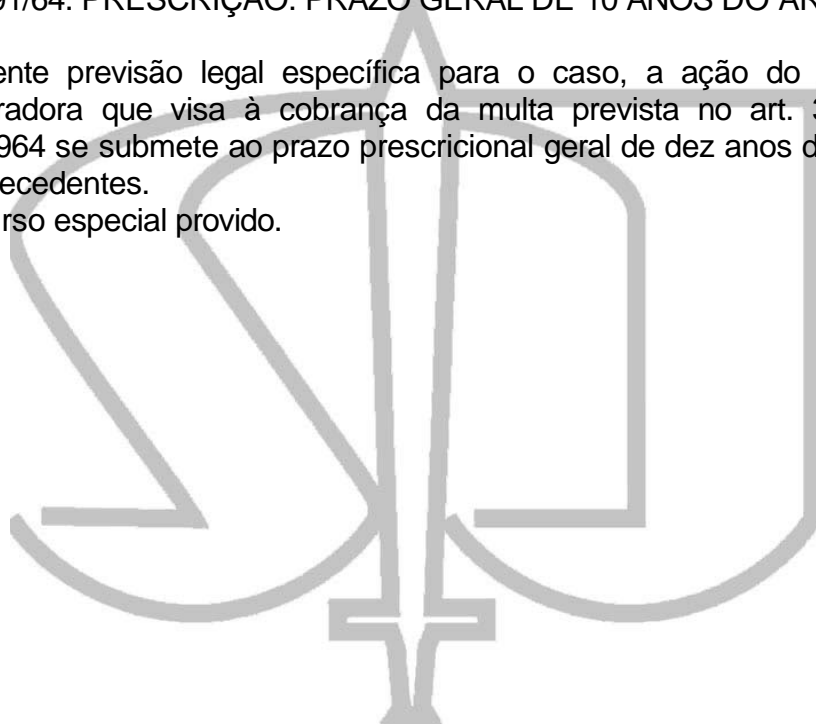 91/64. PRESCRIÇÃO. PRAZO GERAL DE 10 ANOS DO AR
ente previsão legal específica para o caso, a ação do
radora que visa à cobrança da multa prevista no art. 3
964 se submete ao prazo prescricional geral de dez anos d
ecedentes.
rso especial provido.